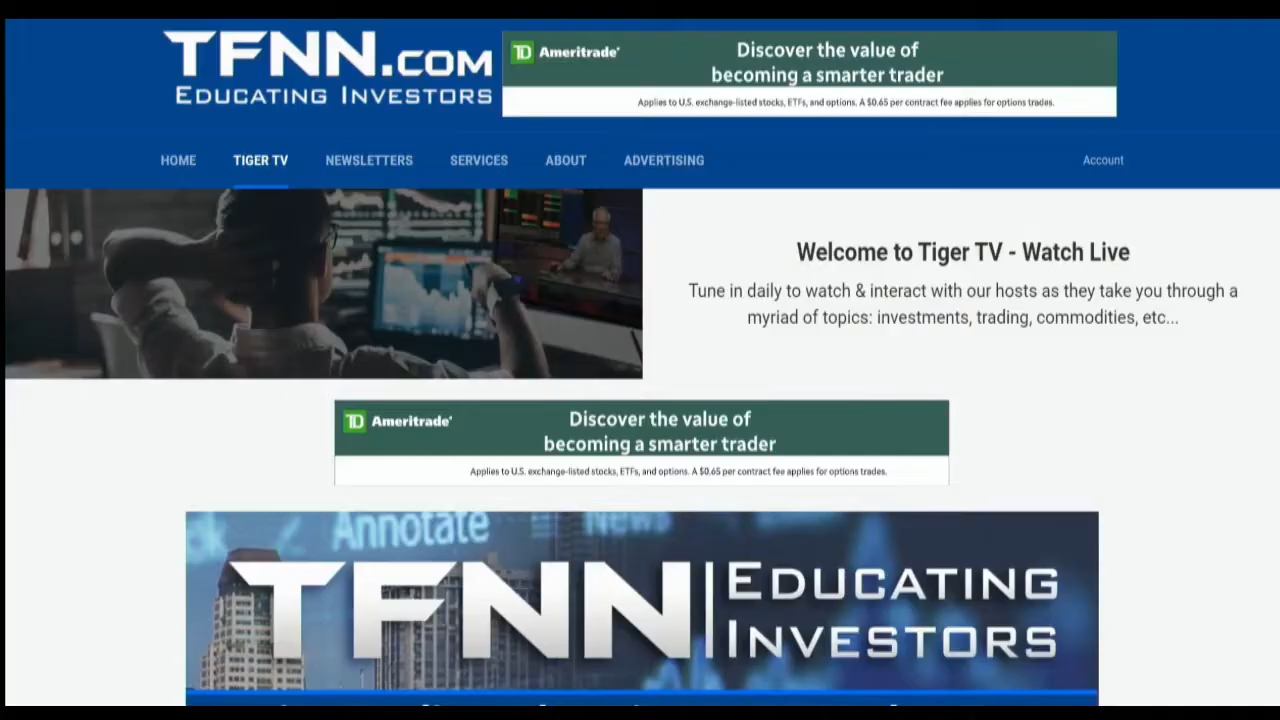 TFNN.COM
EDUCATING INVESTORS
TD Ameritrade
Discover the value of
becoming a smarter trader
Applies to U.S. exchange-listed stocks, ETFs, and options. A $0.65 per contract fee applies for options trades.
HOME TIGER TV NEWSLETTERS SERVICES ABOUT ADVERTISING Account
Welcome to Tiger TV - Watch Live
Tune in daily to watch & interact with our hosts as they take you through a
myriad of topics: investments, trading, commodities, etc...
TD Ameritrade
Discover the value of
becoming a smarter trader
Applies to U.S. exchange-listed stocks, ETFs, and options. A $0.65 per contract fee applies for options trades.
Annotate News
TFNN EDUCATING
INVESTORS